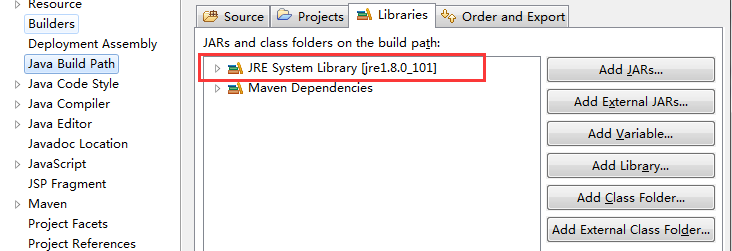 Resource
Builders
Deployment Assembly
Java Build Path
Java Code Style
Java Compiler
Java Editor
Javadoc Location
JavaScript
JSP Fragment
Maven
Project Facets
Project References
Source
Projects
Libraries
Order and Export
JARs and class folders on the build path:
JRE System Library [jre1.8.0_101]
Maven Dependencies
Add JARs...
Add External JARs...
Add Variable...
Add Library...
Add Class Folder...
Add External Class Folder...